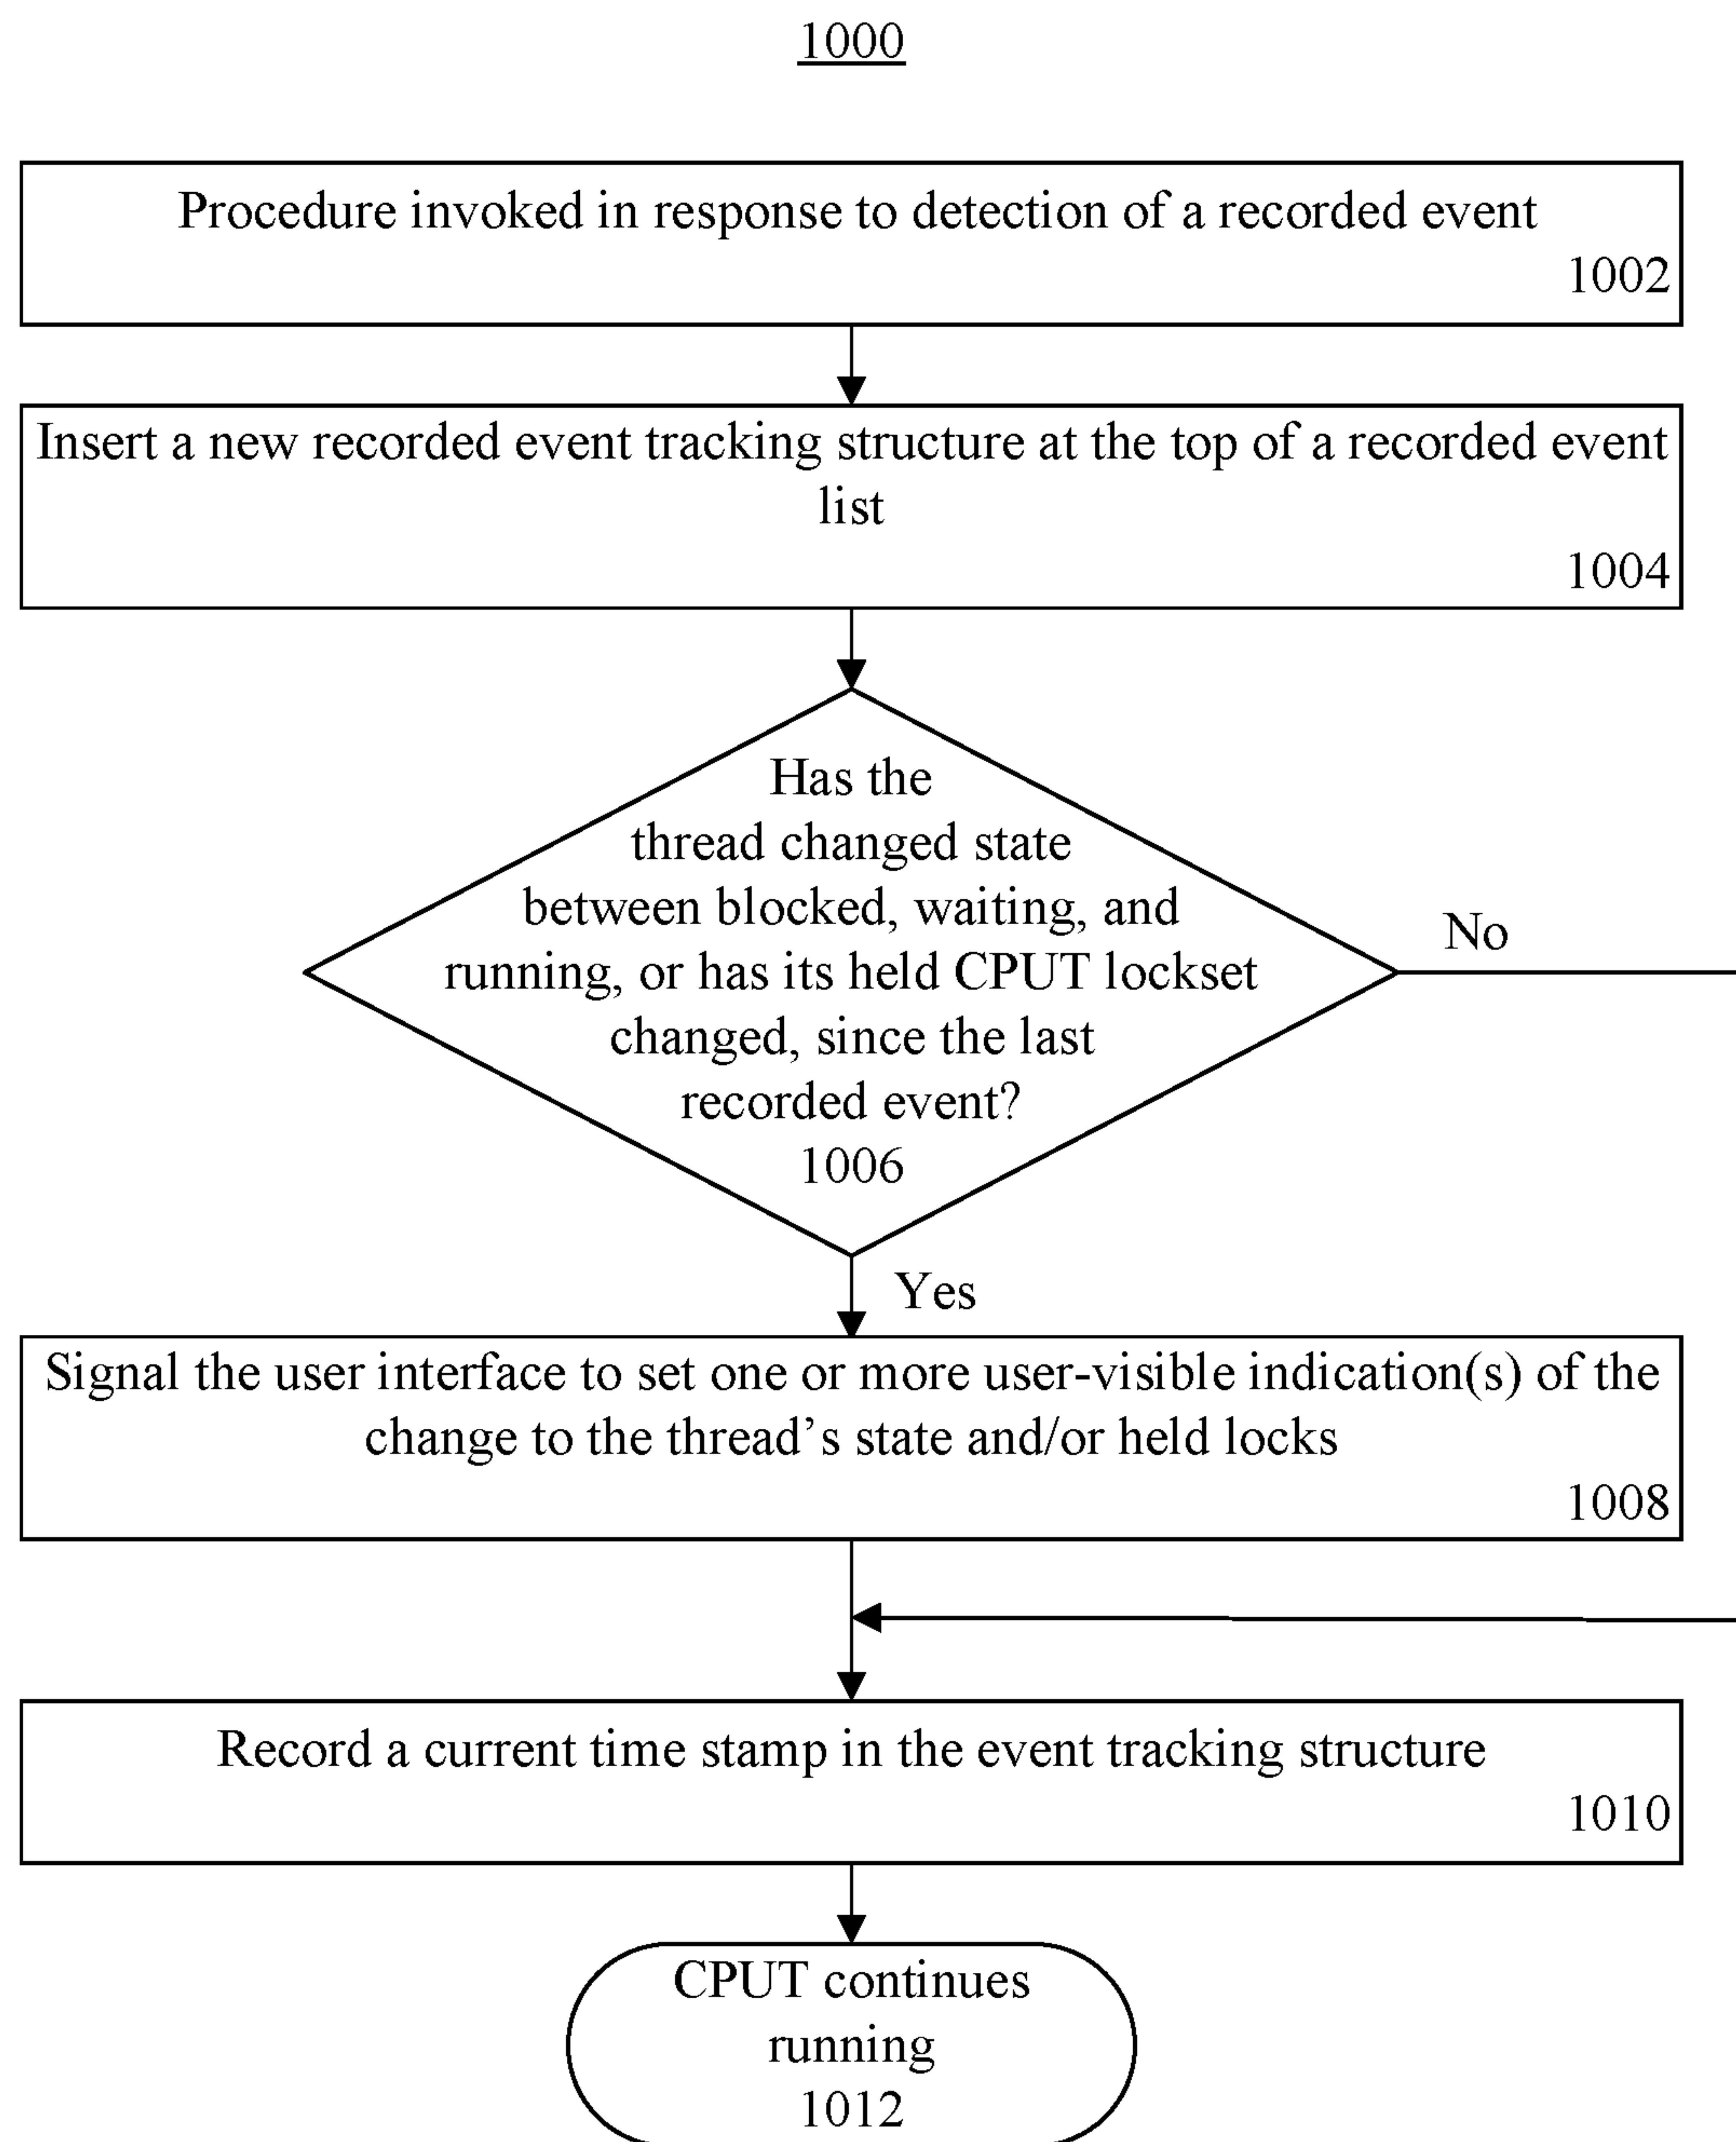 1000
Procedure invoked in response to detection of a recorded event
1002
Insert a new recorded event tracking structure at the top of a recorded event
list
1004
Has the
thread changed state
between blocked, waiting, and
running, or has its held CPUT lockset
changed, since the last
recorded event?
1006
No
Yes
Signal the user interface to set one or more user-visible indication(s) of the
change to the thread’s state and/or held locks
1008
Record a current time stamp in the event tracking structure
1010
CPUT continues
running
1012